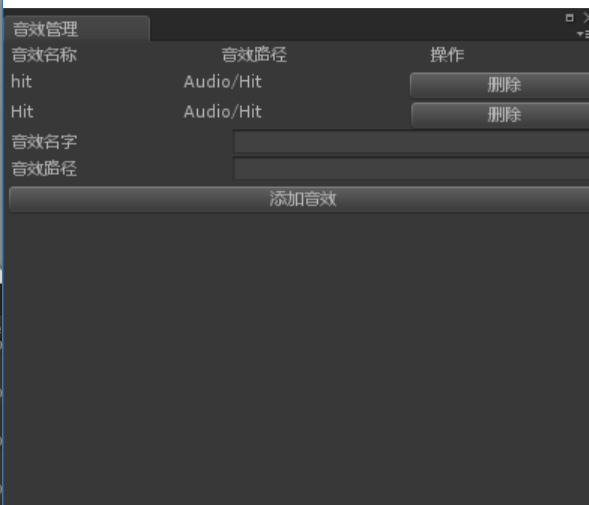 音效管理
音效名称 音效路径 操作
hit Audio/Hit 删除
Hit Audio/Hit 删除
音效名字
音效路径
添加音效